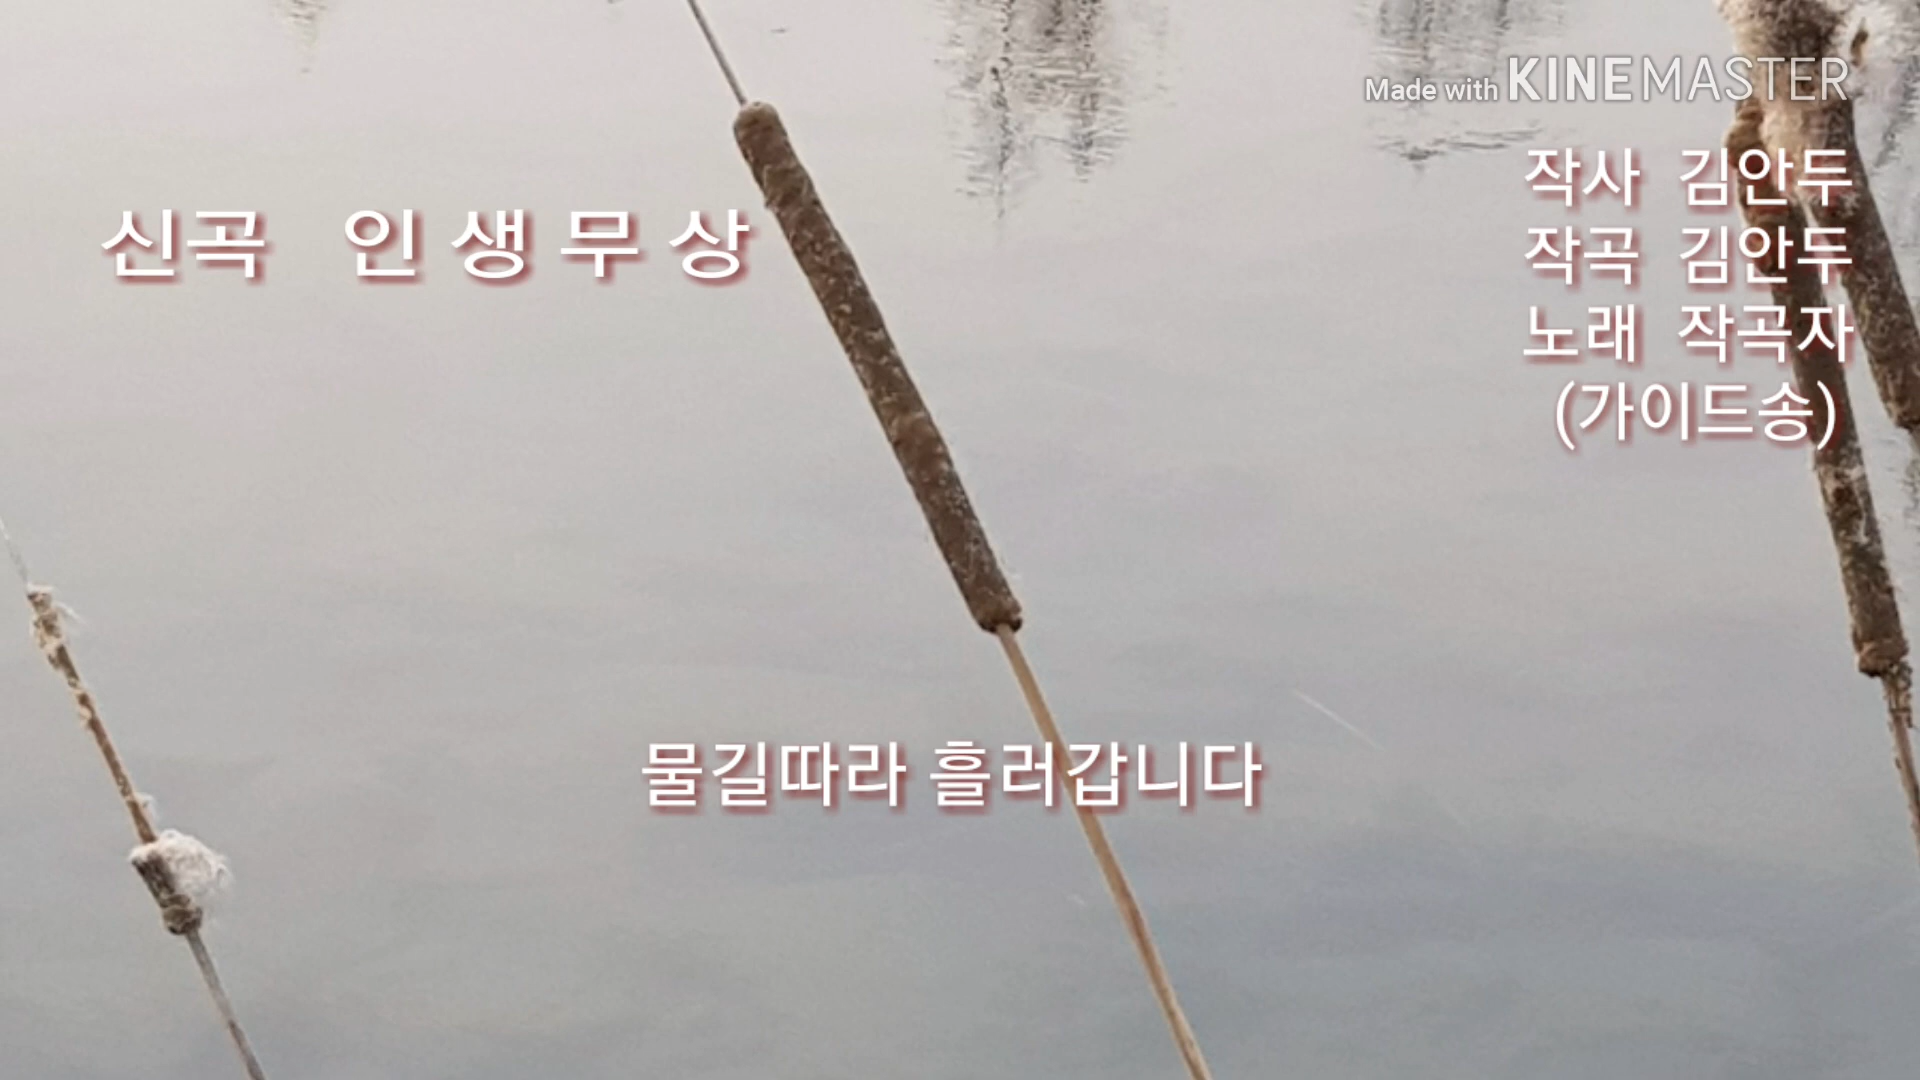 Made with KINEMASTER
신곡 인 생 무 상
작사 김안두
작곡 김안두
노래 작곡자
(가이드송)
물길따라 흘러갑니다